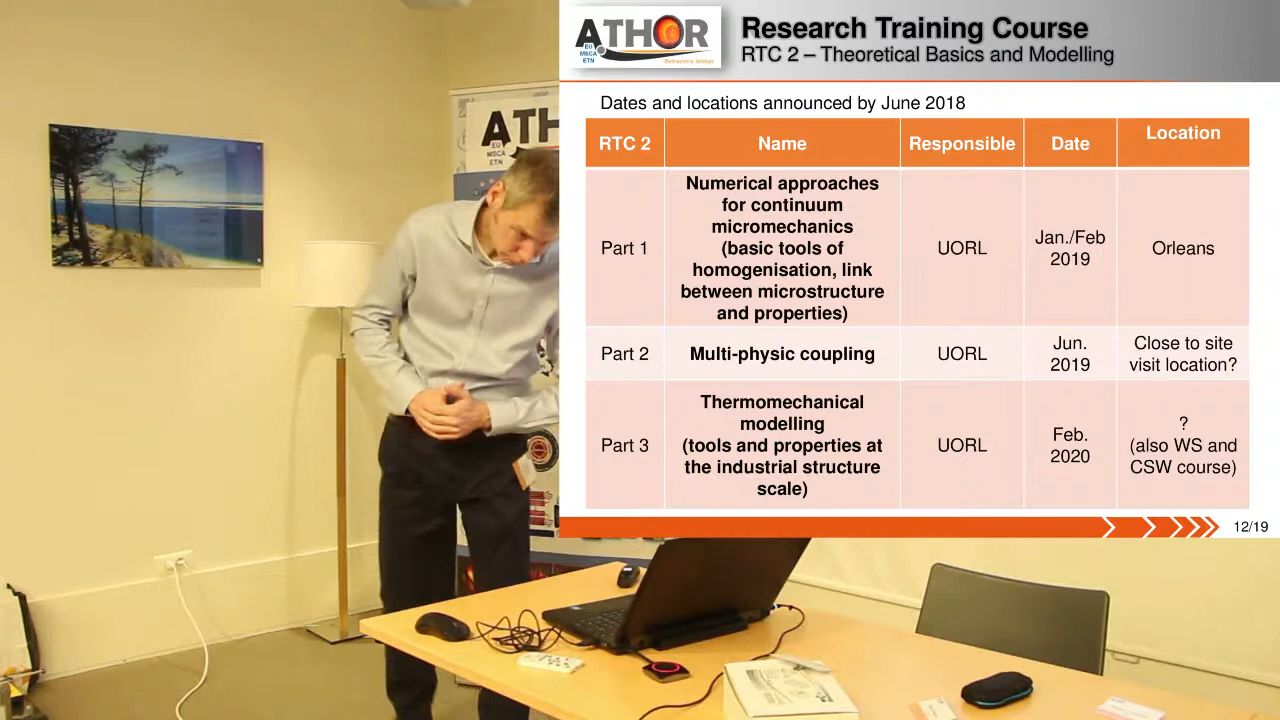 ATHOR
EU
MSCA
ETN
Refractory linings
Research Training Course
RTC 2 – Theoretical Basics and Modelling
Dates and locations announced by June 2018
RTC 2
Name
Responsible
Date
Location
Part 1
Numerical approaches
for continuum
micromechanics
(basic tools of
homogenisation, link
between microstructure
and properties)
UORL
Jan./Feb
2019
Orleans
Part 2
Multi-physic coupling
UORL
Jun.
2019
Close to site
visit location?
Part 3
Thermomechanical
modelling
(tools and properties at
the industrial structure
scale)
UORL
Feb.
2020
?
(also WS and
CSW course)
12/19
ATH
EU
MSCA
ETN